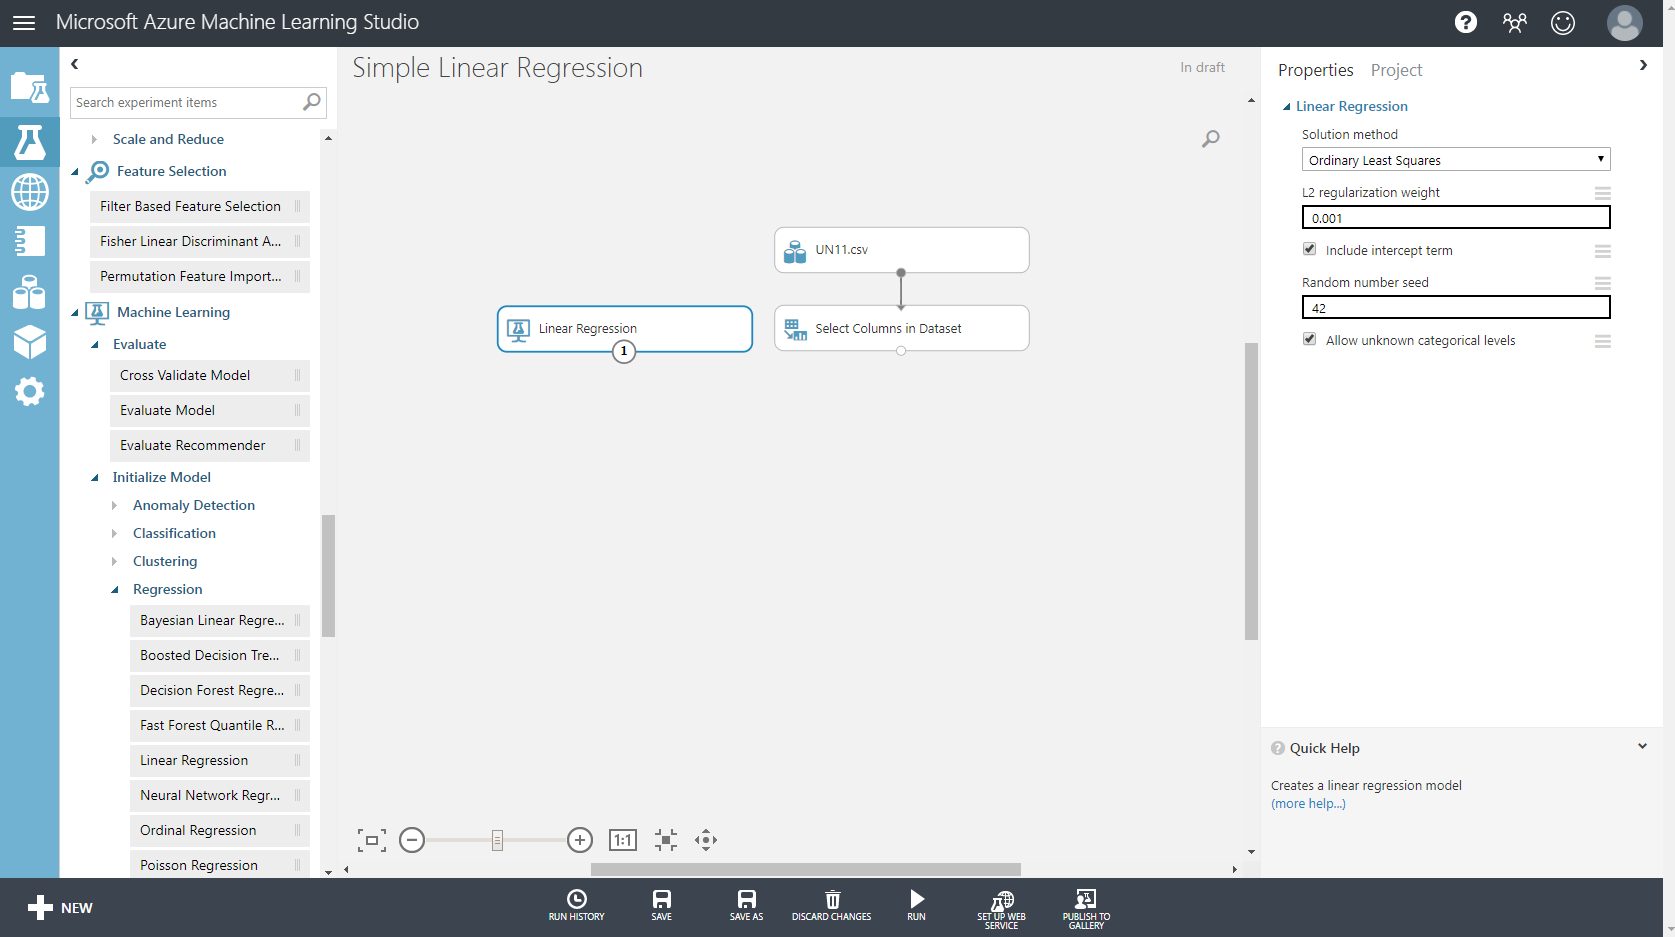 Microsoft Azure Machine Learning Studio
?
Search experiment items
Scale and Reduce
Feature Selection
Filter Based Feature Selection
Fisher Linear Discriminant A...
Permutation Feature Import...
Machine Learning
Evaluate
Cross Validate Model
Evaluate Model
Evaluate Recommender
Initialize Model
Anomaly Detection
Classification
Clustering
Regression
Bayesian Linear Regre...
Boosted Decision Tre...
Decision Forest Regre...
Fast Forest Quantile R...
Linear Regression
Neural Network Regr...
Ordinal Regression
Poisson Regression
Simple Linear Regression
In draft
UN11.csv
Linear Regression
1
Select Columns in Dataset
1:1
Properties Project
Linear Regression
Solution method
Ordinary Least Squares
L2 regularization weight
0.001
Include intercept term
Random number seed
42
Allow unknown categorical levels
? Quick Help
Creates a linear regression model
(more help...)
NEW
RUN HISTORY
SAVE
SAVE AS
DISCARD CHANGES
RUN
SET UP WEB
SERVICE
PUBLISH TO
GALLERY